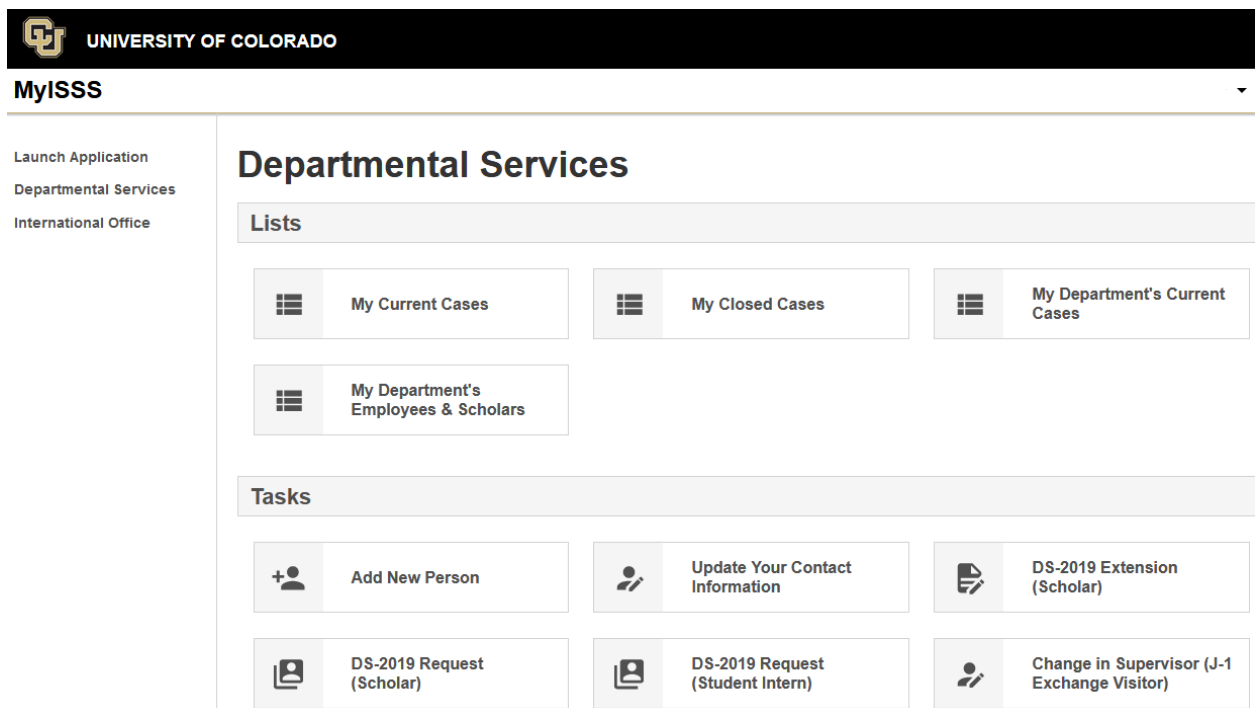 CU
UNIVERSITY OF COLORADO
MyISSS
Launch Application
Departmental Services
International Office
Departmental Services
Lists
My Current Cases
My Closed Cases
My Department's Current
Cases
My Department's
Employees & Scholars
Tasks
Add New Person
Update Your Contact
Information
DS-2019 Extension
(Scholar)
DS-2019 Request
(Scholar)
DS-2019 Request
(Student Intern)
Change in Supervisor (J-1
Exchange Visitor)